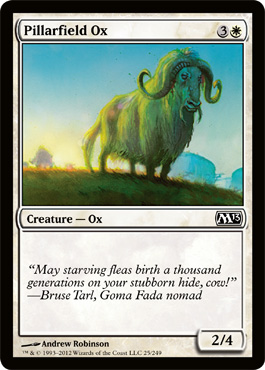 Pillarfield Ox 3
Creature — Ox M13
"May starving fleas birth a thousand
generations on your stubborn hide, cow!"
—Bruse Tarl, Goma Fada nomad
Andrew Robinson
™ & © 1993–2012 Wizards of the Coast LLC 25/249
2/4